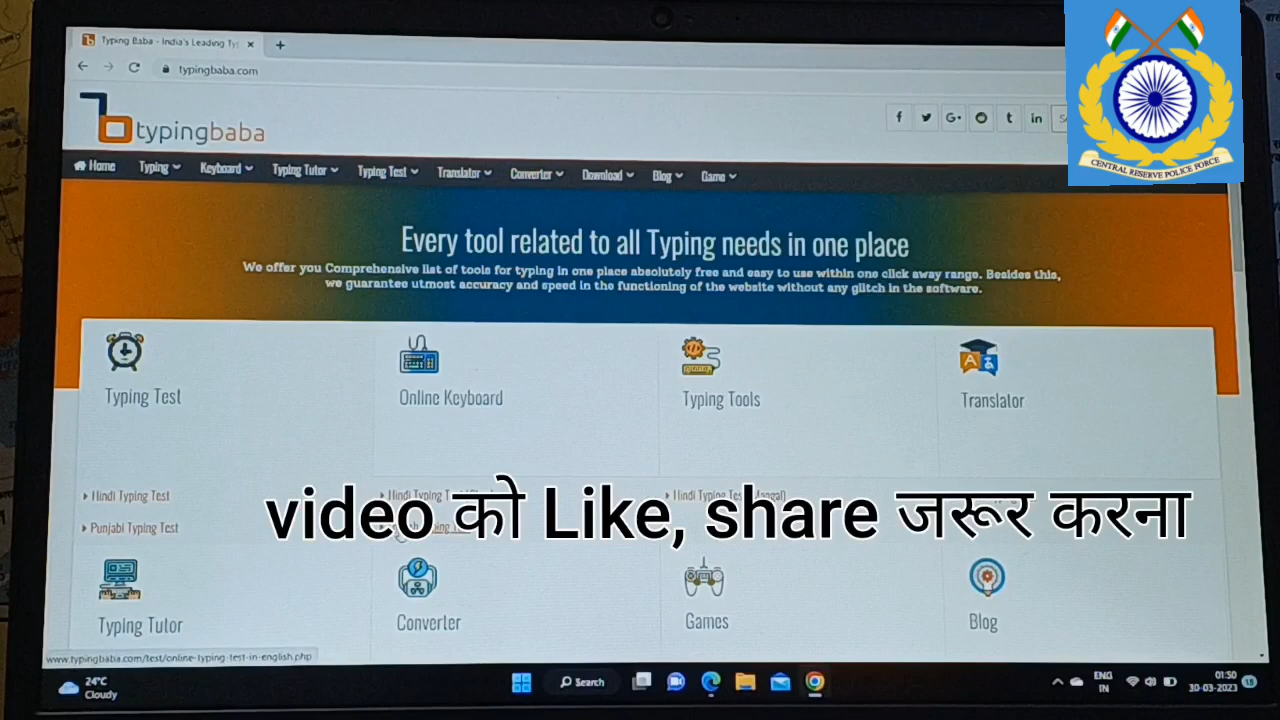 Typing Baba - India's Leading Ty
typingbaba.com
typingbaba
f G+ t in
Home Typing Keyboard Typing Tutor Typing Test Translator Converter Download Blog Game
CENTRAL RESERVE POLICE FORCE
Every tool related to all Typing needs in one place
We offer you Comprehensive list of tools for typing in one place absolutely free and easy to use within one click away range. Besides this,
we guarantee utmost accuracy and speed in the functioning of the website without any glitch in the software.
Typing Test Online Keyboard Typing Tools Translator
Hindi Typing Test Hindi Typing Hindi Typing
Punjabi Typing Test
video को Like, share जरूर करना
Typing Tutor Converter Games Blog
www.typingbaba.com/test/online-typing-test-in-english.php
24°C
Cloudy
Search
ENG
IN
01:50
30-03-2023